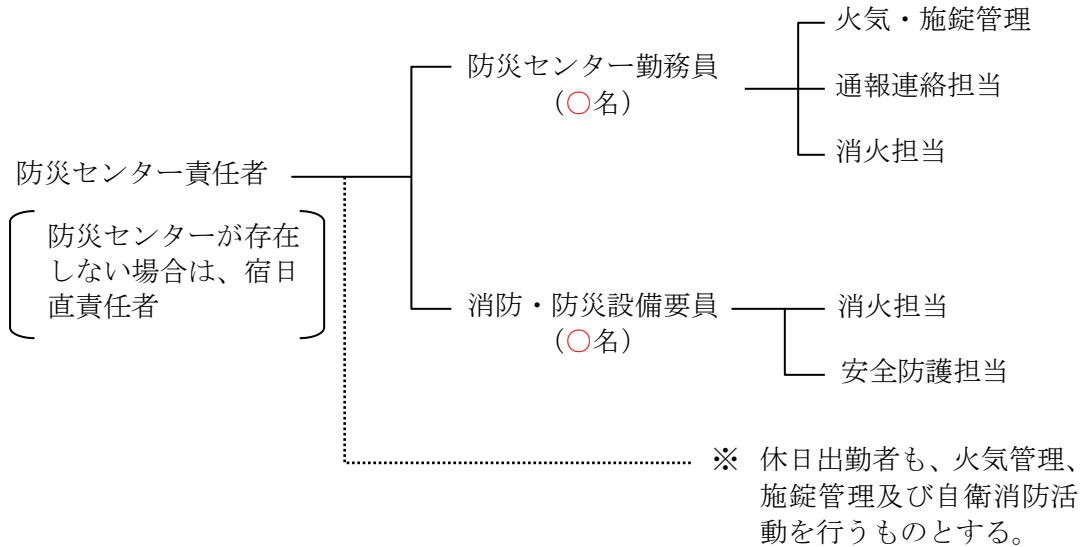 防災センター責任者
防災センターが存在
しない場合は、宿日
直責任者
防災センター勤務員
(○名)
火気・施錠管理
通報連絡担当
消火担当
消防・防災設備要員
(○名)
消火担当
安全防護担当
※ 休日出勤者も、火気管理、
施錠管理及び自衛消防活
動を行うものとする。